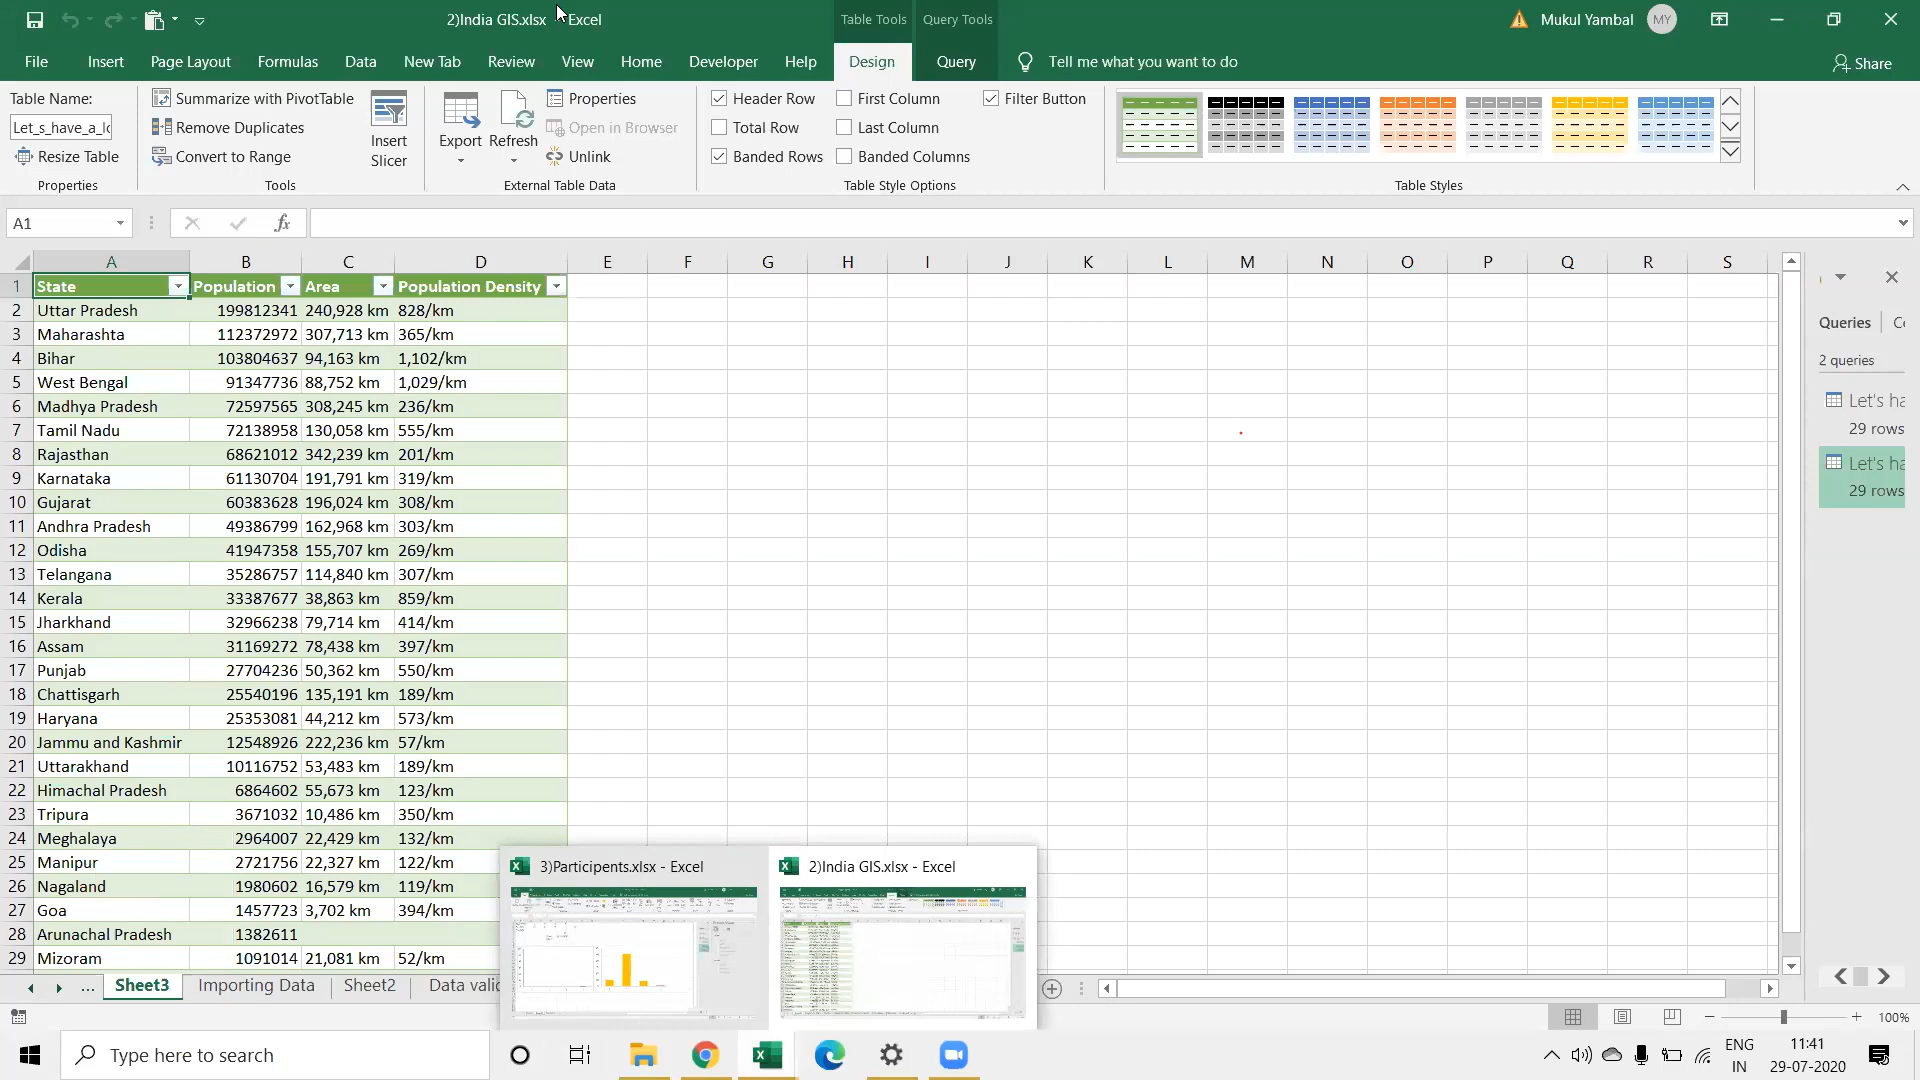 2)India GIS.xlsx - Excel
Table Tools Query Tools
Mukul Yambal MY
File Insert Page Layout Formulas Data New Tab Review View Home Developer Help Design Query Tell me what you want to do Share
Table Name:
Let_s_have_a_lo
Resize Table
Properties
Summarize with PivotTable
Remove Duplicates
Convert to Range
Tools
Insert Slicer
Export Refresh
Properties
Open in Browser
Unlink
External Table Data
Header Row First Column Filter Button
Total Row Last Column
Banded Rows Banded Columns
Table Style Options
Table Styles
A1 fx
A B C D E F G H I J K L M N O P Q R S
1 State Population Area Population Density
2 Uttar Pradesh 199812341 240,928 km 828/km
3 Maharashta 112372972 307,713 km 365/km
4 Bihar 103804637 94,163 km 1,102/km
5 West Bengal 91347736 88,752 km 1,029/km
6 Madhya Pradesh 72597565 308,245 km 236/km
7 Tamil Nadu 72138958 130,058 km 555/km
8 Rajasthan 68621012 342,239 km 201/km
9 Karnataka 61130704 191,791 km 319/km
10 Gujarat 60383628 196,024 km 308/km
11 Andhra Pradesh 49386799 162,968 km 303/km
12 Odisha 41947358 155,707 km 269/km
13 Telangana 35286757 114,840 km 307/km
14 Kerala 33387677 38,863 km 859/km
15 Jharkhand 32966238 79,714 km 414/km
16 Assam 31169272 78,438 km 397/km
17 Punjab 27704236 50,362 km 550/km
18 Chattisgarh 25540196 135,191 km 189/km
19 Haryana 25353081 44,212 km 573/km
20 Jammu and Kashmir 12548926 222,236 km 57/km
21 Uttarakhand 10116752 53,483 km 189/km
22 Himachal Pradesh 6864602 55,673 km 123/km
23 Tripura 3671032 10,486 km 350/km
24 Meghalaya 2964007 22,429 km 132/km
25 Manipur 2721756 22,327 km 122/km
26 Nagaland 1980602 16,579 km 119/km
27 Goa 1457723 3,702 km 394/km
28 Arunachal Pradesh 1382611
29 Mizoram 1091014 21,081 km 52/km
Queries
2 queries
Let's ha
29 rows
Let's ha
29 rows
3)Participents.xlsx - Excel
2)India GIS.xlsx - Excel
... Sheet3 Importing Data Sheet2 Data valid
100%
Type here to search
ENG
IN
11:41
29-07-2020